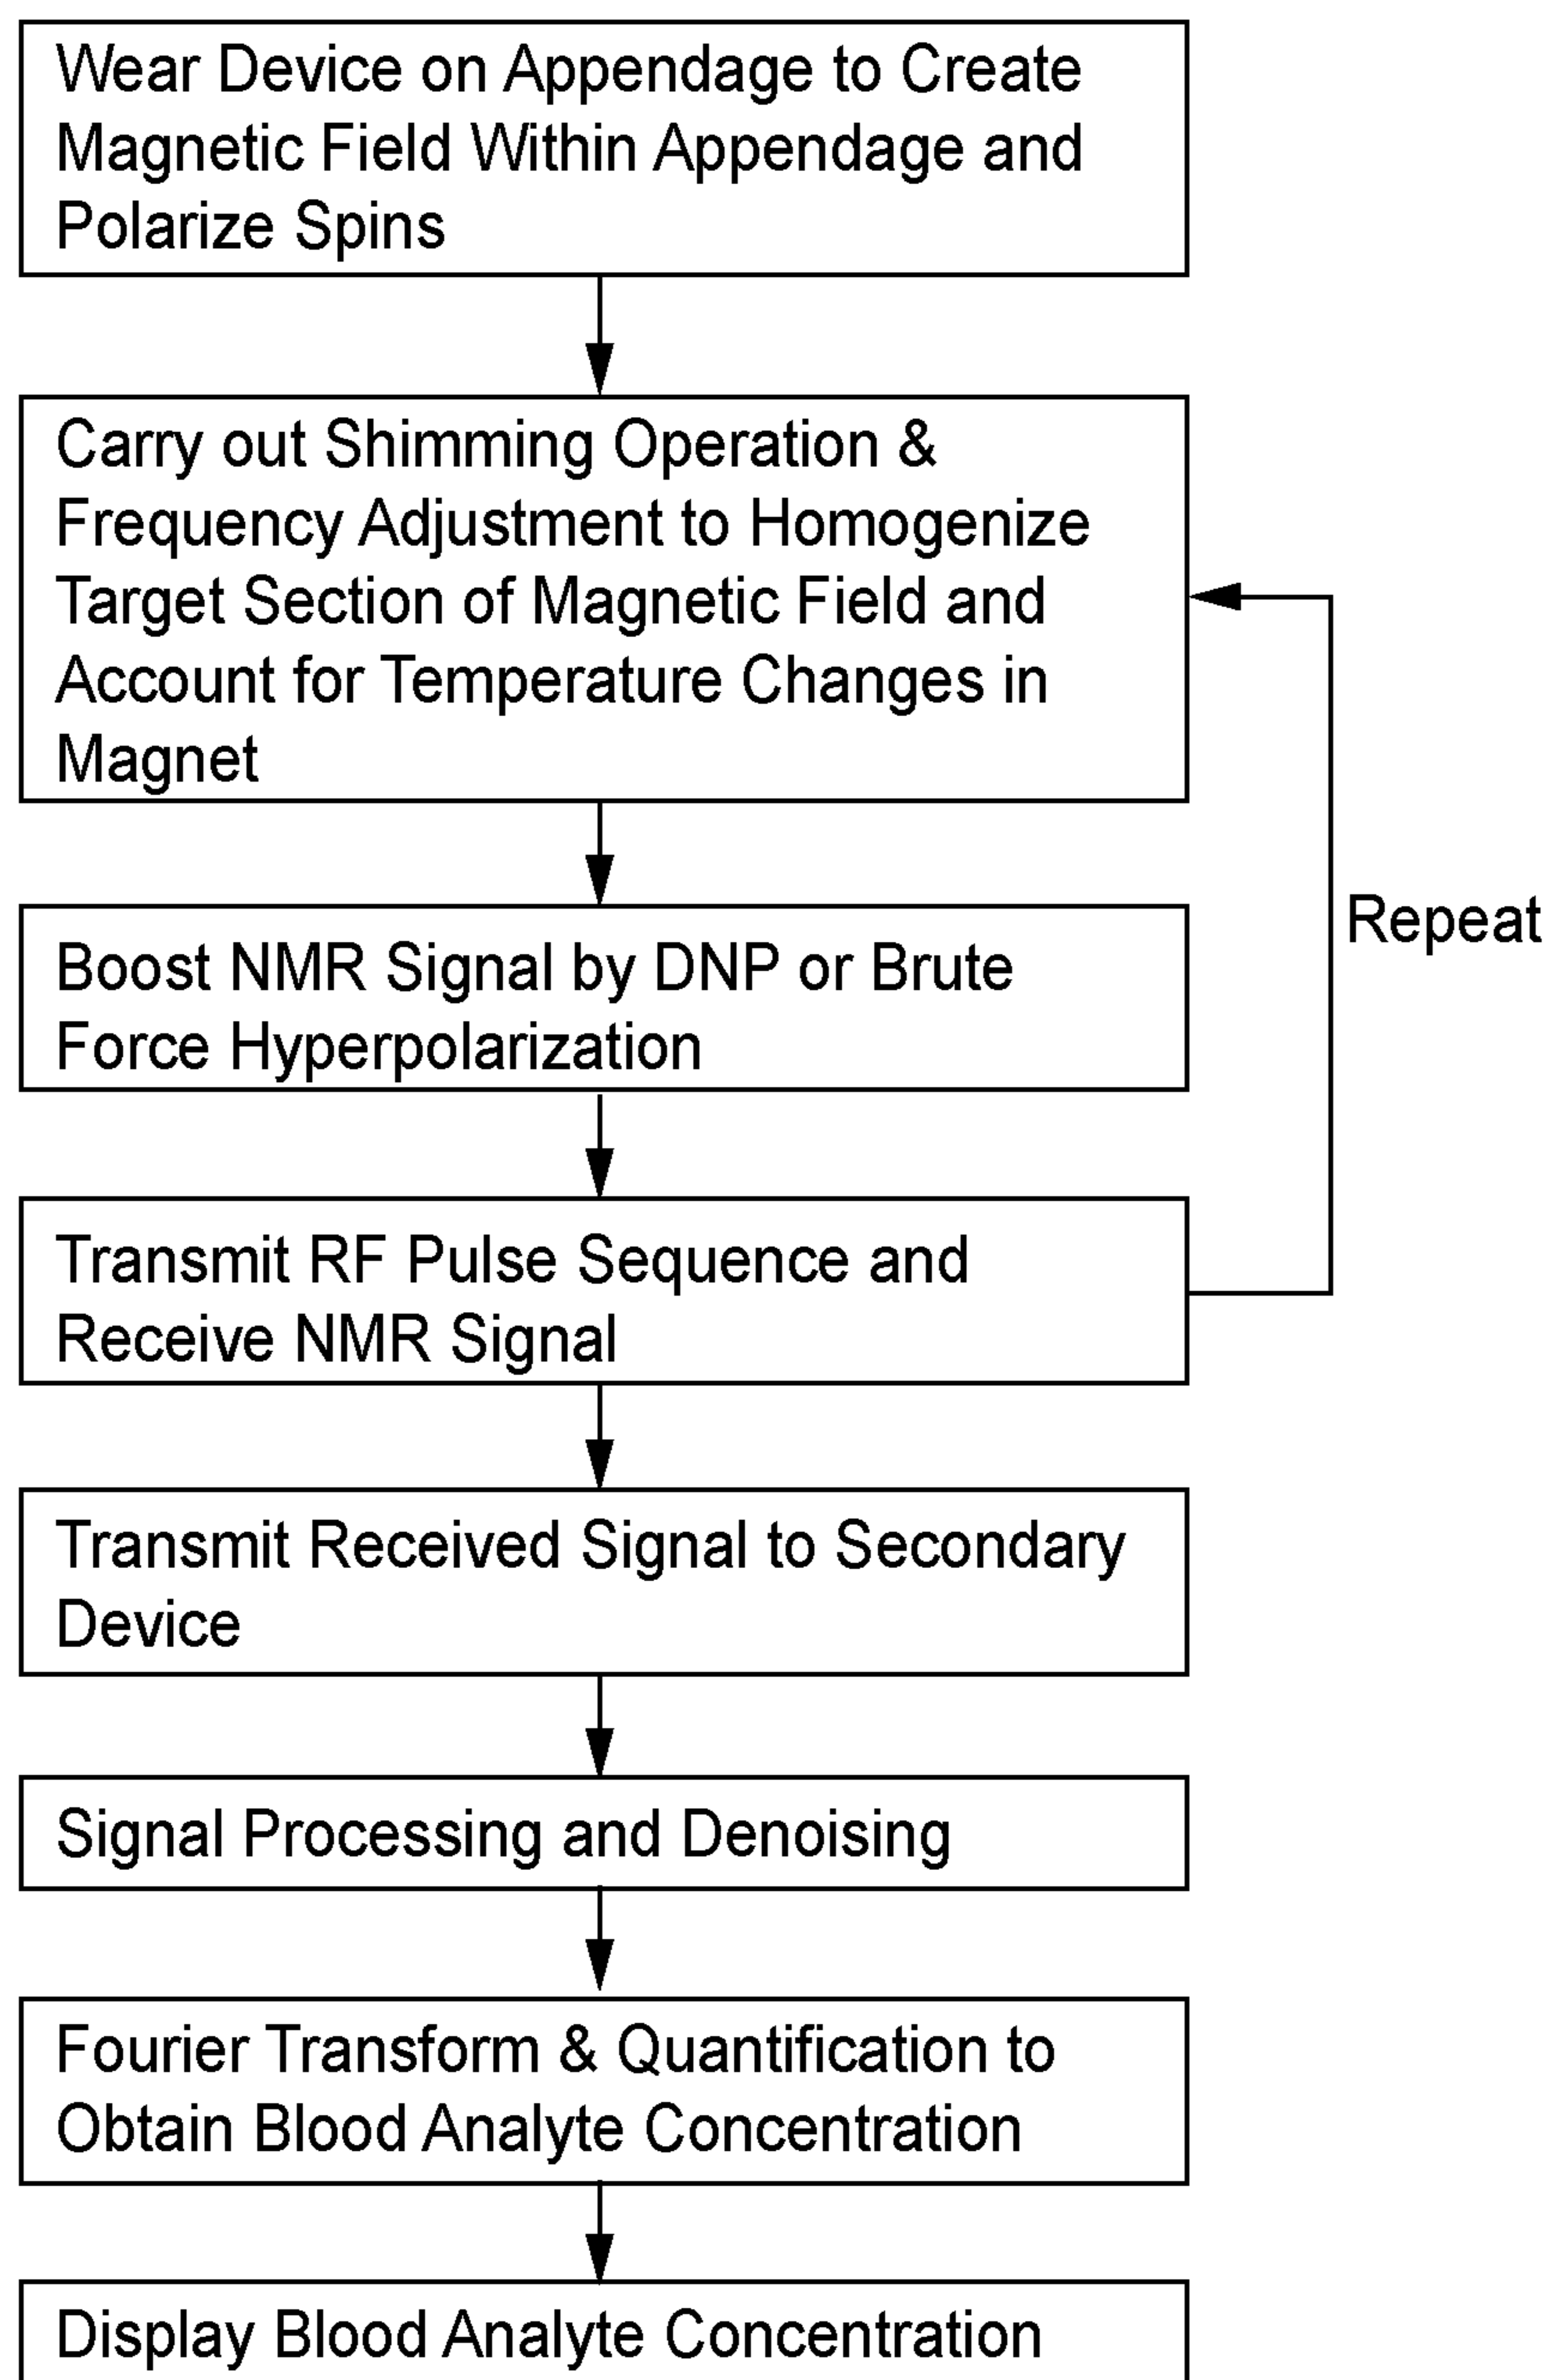 Wear Device on Appendage to Create
Magnetic Field Within Appendage and
Polarize Spins
Carry out Shimming Operation &
Frequency Adjustment to Homogenize
Target Section of Magnetic Field and
Account for Temperature Changes in
Magnet
Repeat
Boost NMR Signal by DNP or Brute
Force Hyperpolarization
Transmit RF Pulse Sequence and
Receive NMR Signal
Transmit Received Signal to Secondary
Device
Signal Processing and Denoising
Fourier Transform & Quantification to
Obtain Blood Analyte Concentration
Display Blood Analyte Concentration